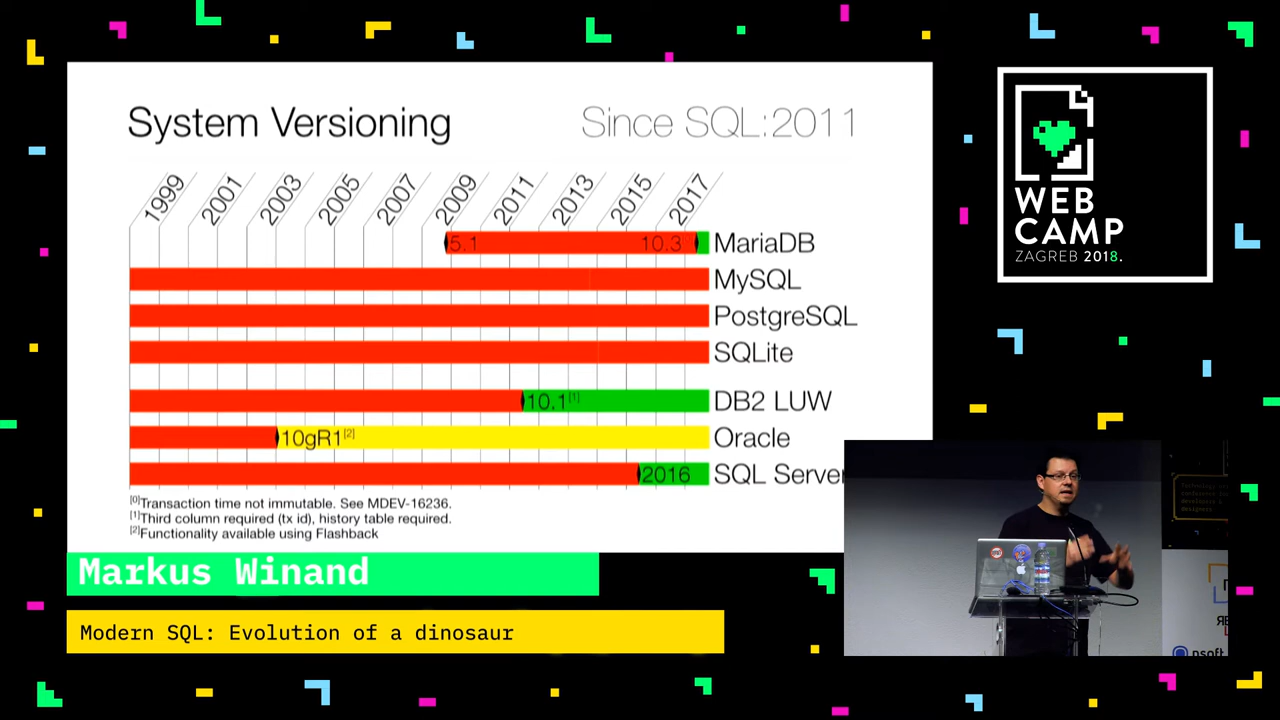 System Versioning
Since SQL:2011
1999 2001 2003 2005 2007 2009 2011 2013 2015 2017
5.1 10.3 MariaDB
MySQL
PostgreSQL
SQLite
10.1[1] DB2 LUW
10gR1[2] Oracle
2016 SQL Server
[0]Transaction time not immutable. See MDEV-16236.
[1]Third column required (tx id), history table required.
[2]Functionality available using Flashback
Markus Winand
Modern SQL: Evolution of a dinosaur
WEB
CAMP
ZAGREB 2018.
nsoft